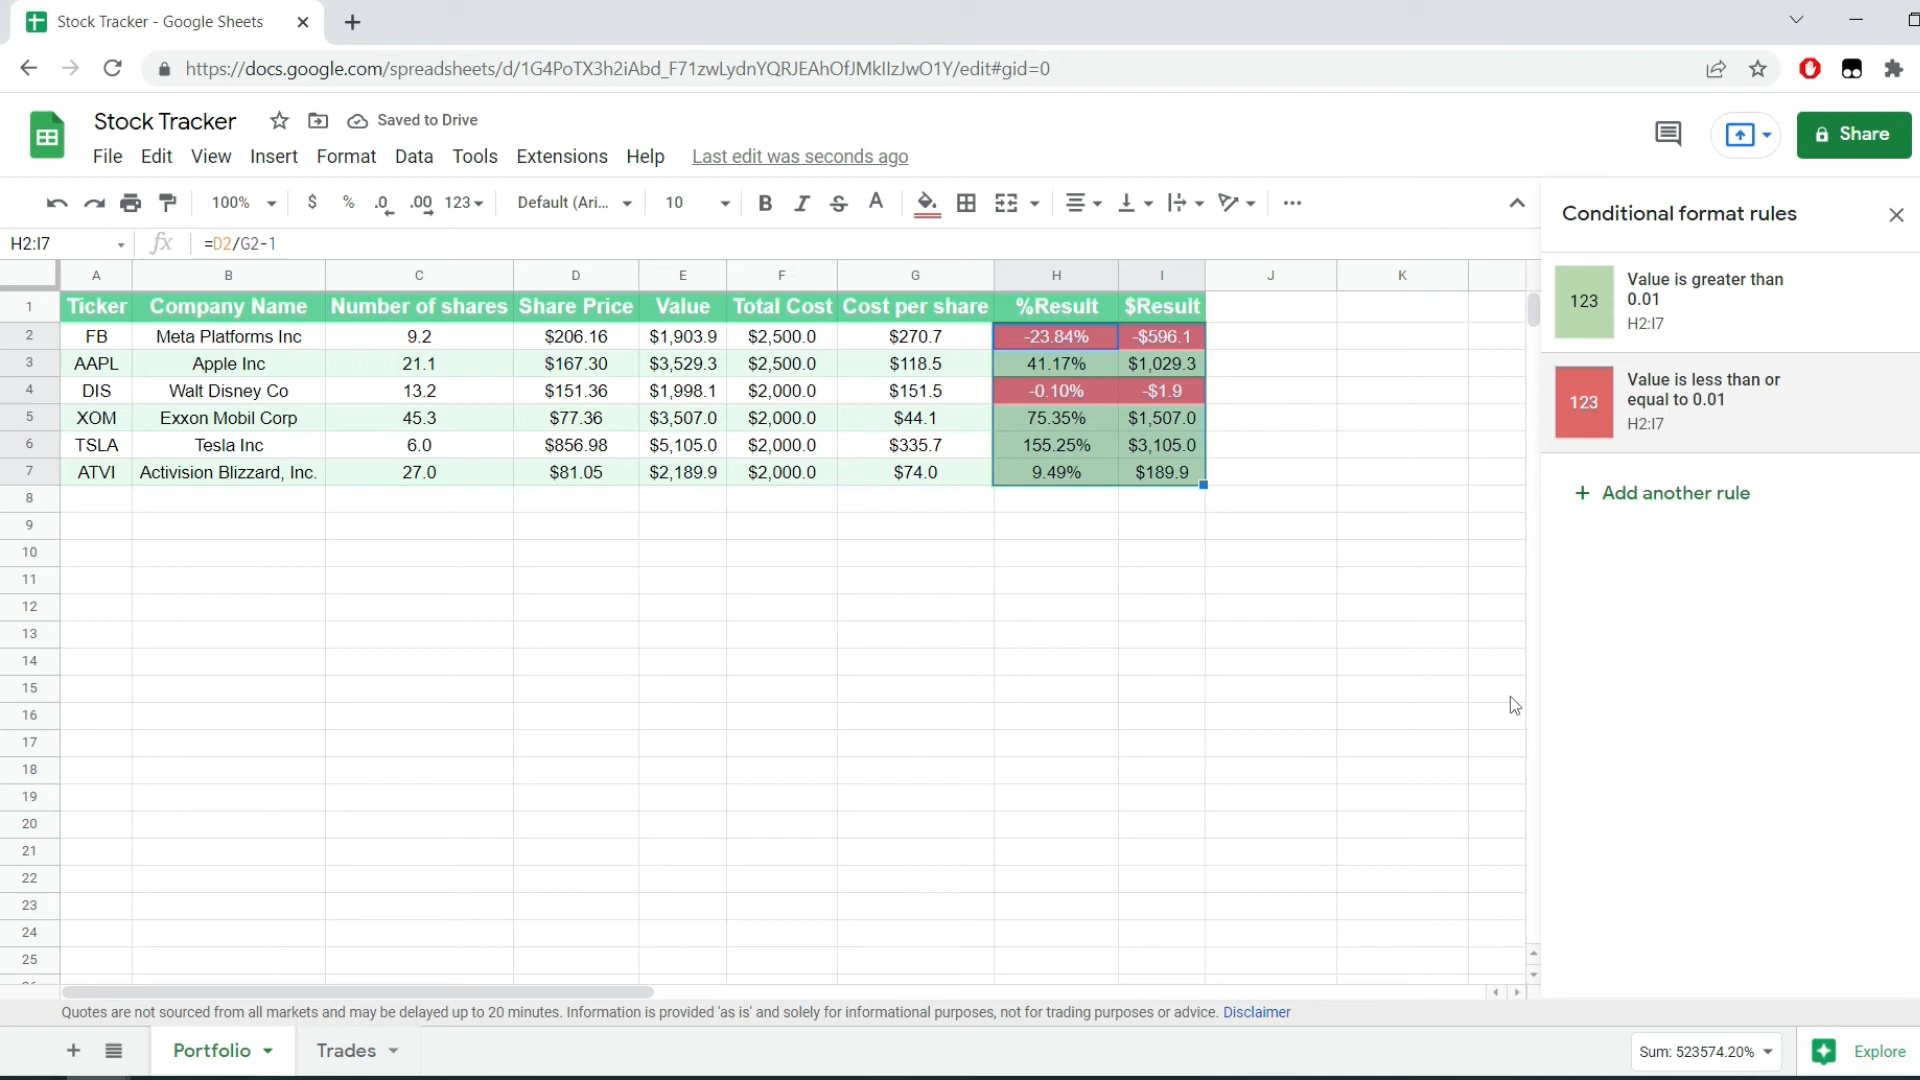 Stock Tracker - Google Sheets
https://docs.google.com/spreadsheets/d/1G4PoTX3h2iAbd_F71zwLydnYQRJEAhOfJMkIIzJwO1Y/edit#gid=0
Stock Tracker Saved to Drive
File Edit View Insert Format Data Tools Extensions Help Last edit was seconds ago
Share
100% $ % .0 .00 123 Default (Ari... 10 B I S A
Conditional format rules
H2:I7 fx =D2/G2-1
A B C D E F G H I J K
1 Ticker Company Name Number of shares Share Price Value Total Cost Cost per share %Result $Result
2 FB Meta Platforms Inc 9.2 $206.16 $1,903.9 $2,500.0 $270.7 -23.84% -$596.1
3 AAPL Apple Inc 21.1 $167.30 $3,529.3 $2,500.0 $118.5 41.17% $1,029.3
4 DIS Walt Disney Co 13.2 $151.36 $1,998.1 $2,000.0 $151.5 -0.10% -$1.9
5 XOM Exxon Mobil Corp 45.3 $77.36 $3,507.0 $2,000.0 $44.1 75.35% $1,507.0
6 TSLA Tesla Inc 6.0 $856.98 $5,105.0 $2,000.0 $335.7 155.25% $3,105.0
7 ATVI Activision Blizzard, Inc. 27.0 $81.05 $2,189.9 $2,000.0 $74.0 9.49% $189.9
8
9
10
11
12
13
14
15
16
17
18
19
20
21
22
23
24
25
123
Value is greater than
0.01
H2:I7
123
Value is less than or
equal to 0.01
H2:I7
+ Add another rule
Quotes are not sourced from all markets and may be delayed up to 20 minutes. Information is provided 'as is' and solely for informational purposes, not for trading purposes or advice. Disclaimer
Portfolio Trades Sum: 523574.20% Explore